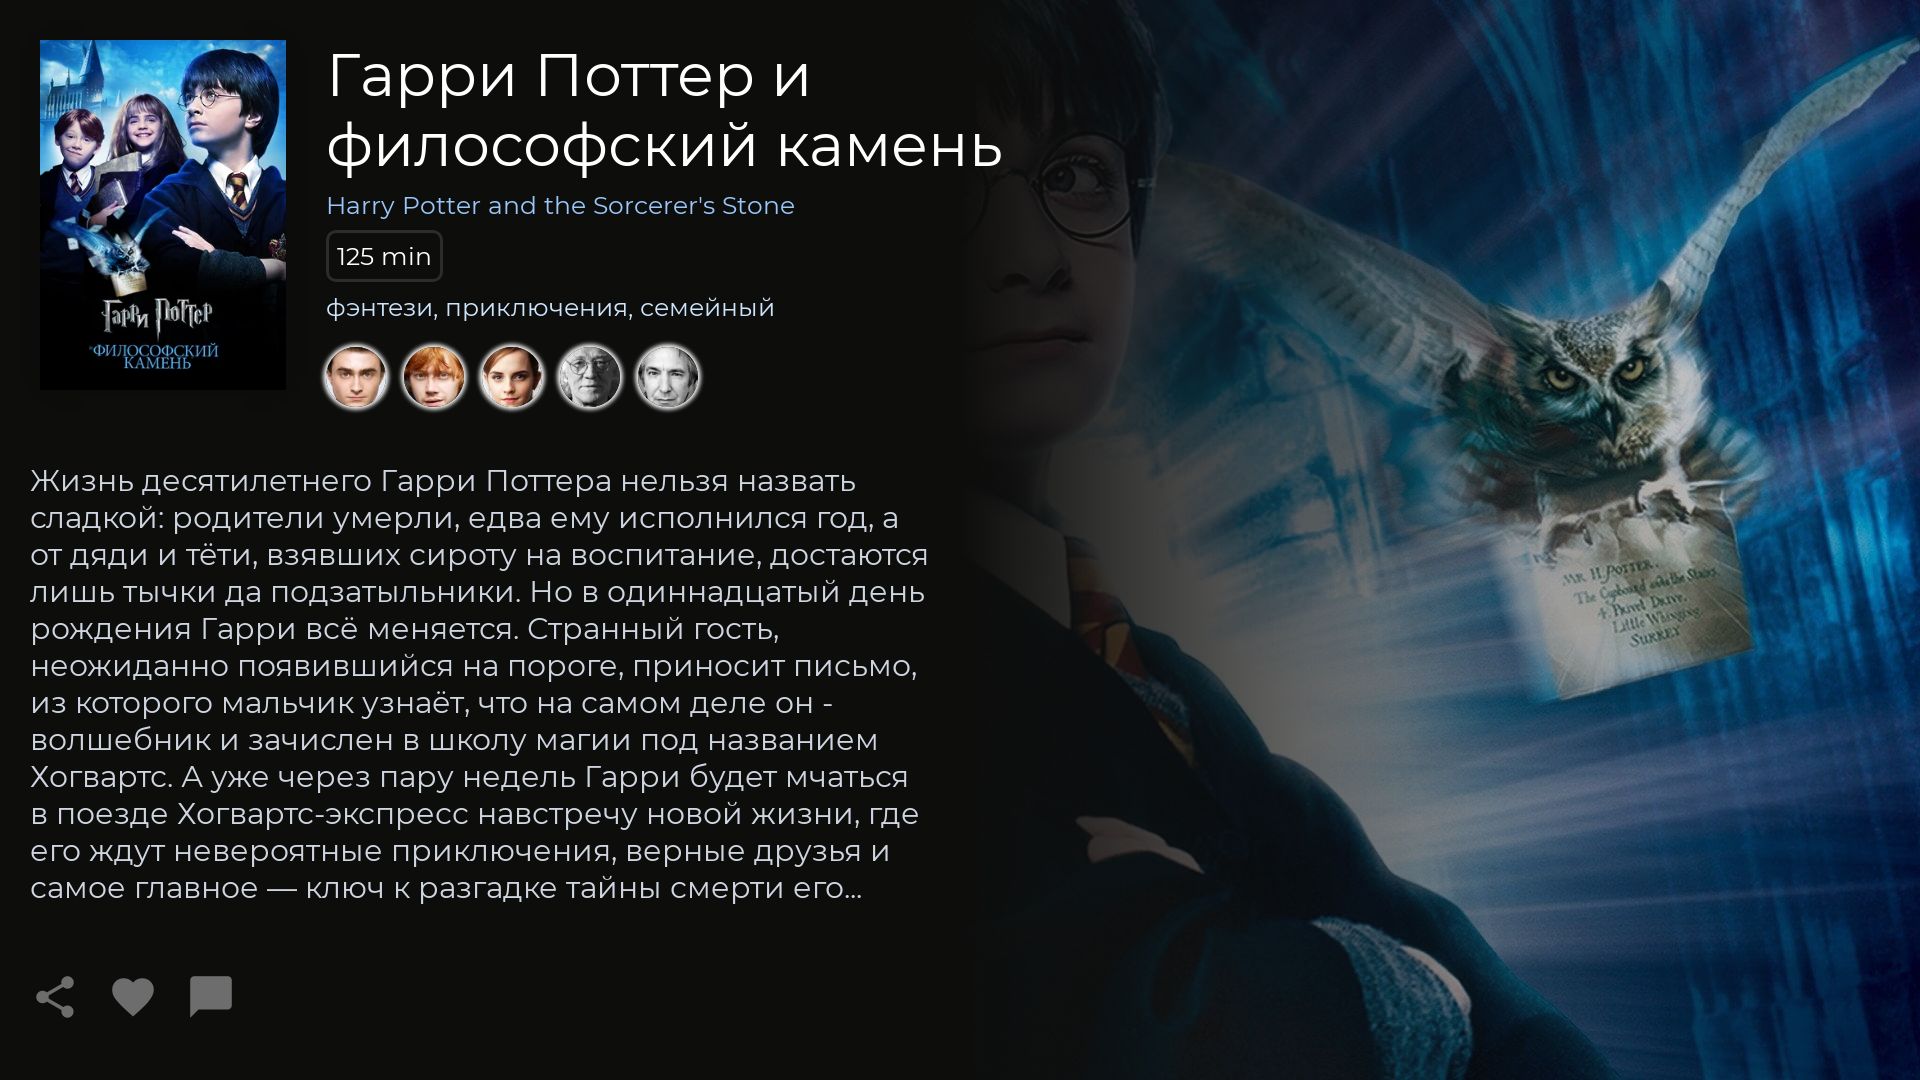 Гарри Поттер и
философский камень
Harry Potter and the Sorcerer's Stone
125 min
фэнтези, приключения, семейный
Гарри Поттер
и ФИЛОСОФСКИЙ
КАМЕНЬ
Жизнь десятилетнего Гарри Поттера нельзя назвать
сладкой: родители умерли, едва ему исполнился год, а
от дяди и тёти, взявших сироту на воспитание, достаются
лишь тычки да подзатыльники. Но в одиннадцатый день
рождения Гарри всё меняется. Странный гость,
неожиданно появившийся на пороге, приносит письмо,
из которого мальчик узнаёт, что на самом деле он -
волшебник и зачислен в школу магии под названием
Хогвартс. А уже через пару недель Гарри будет мчаться
в поезде Хогвартс-экспресс навстречу новой жизни, где
его ждут невероятные приключения, верные друзья и
самое главное — ключ к разгадке тайны смерти его...
MR. H. POTTER.
The Cupboard under the Stairs,
4, Privet Drive,
Little Whinging,
SURREY